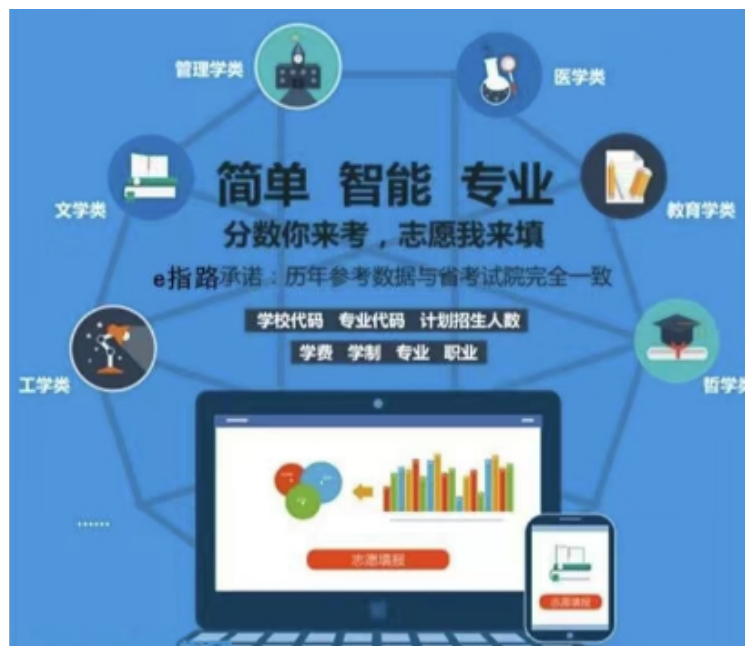 管理学类
医学类
文学类
教育学类
简单 智能 专业
分数你来考，志愿我来填
e指路承诺：历年参考数据与省考试院完全一致
学校代码 专业代码 计划招生人数
学费 学制 专业 职业
工学类
哲学类
......
志愿填报
志愿填报